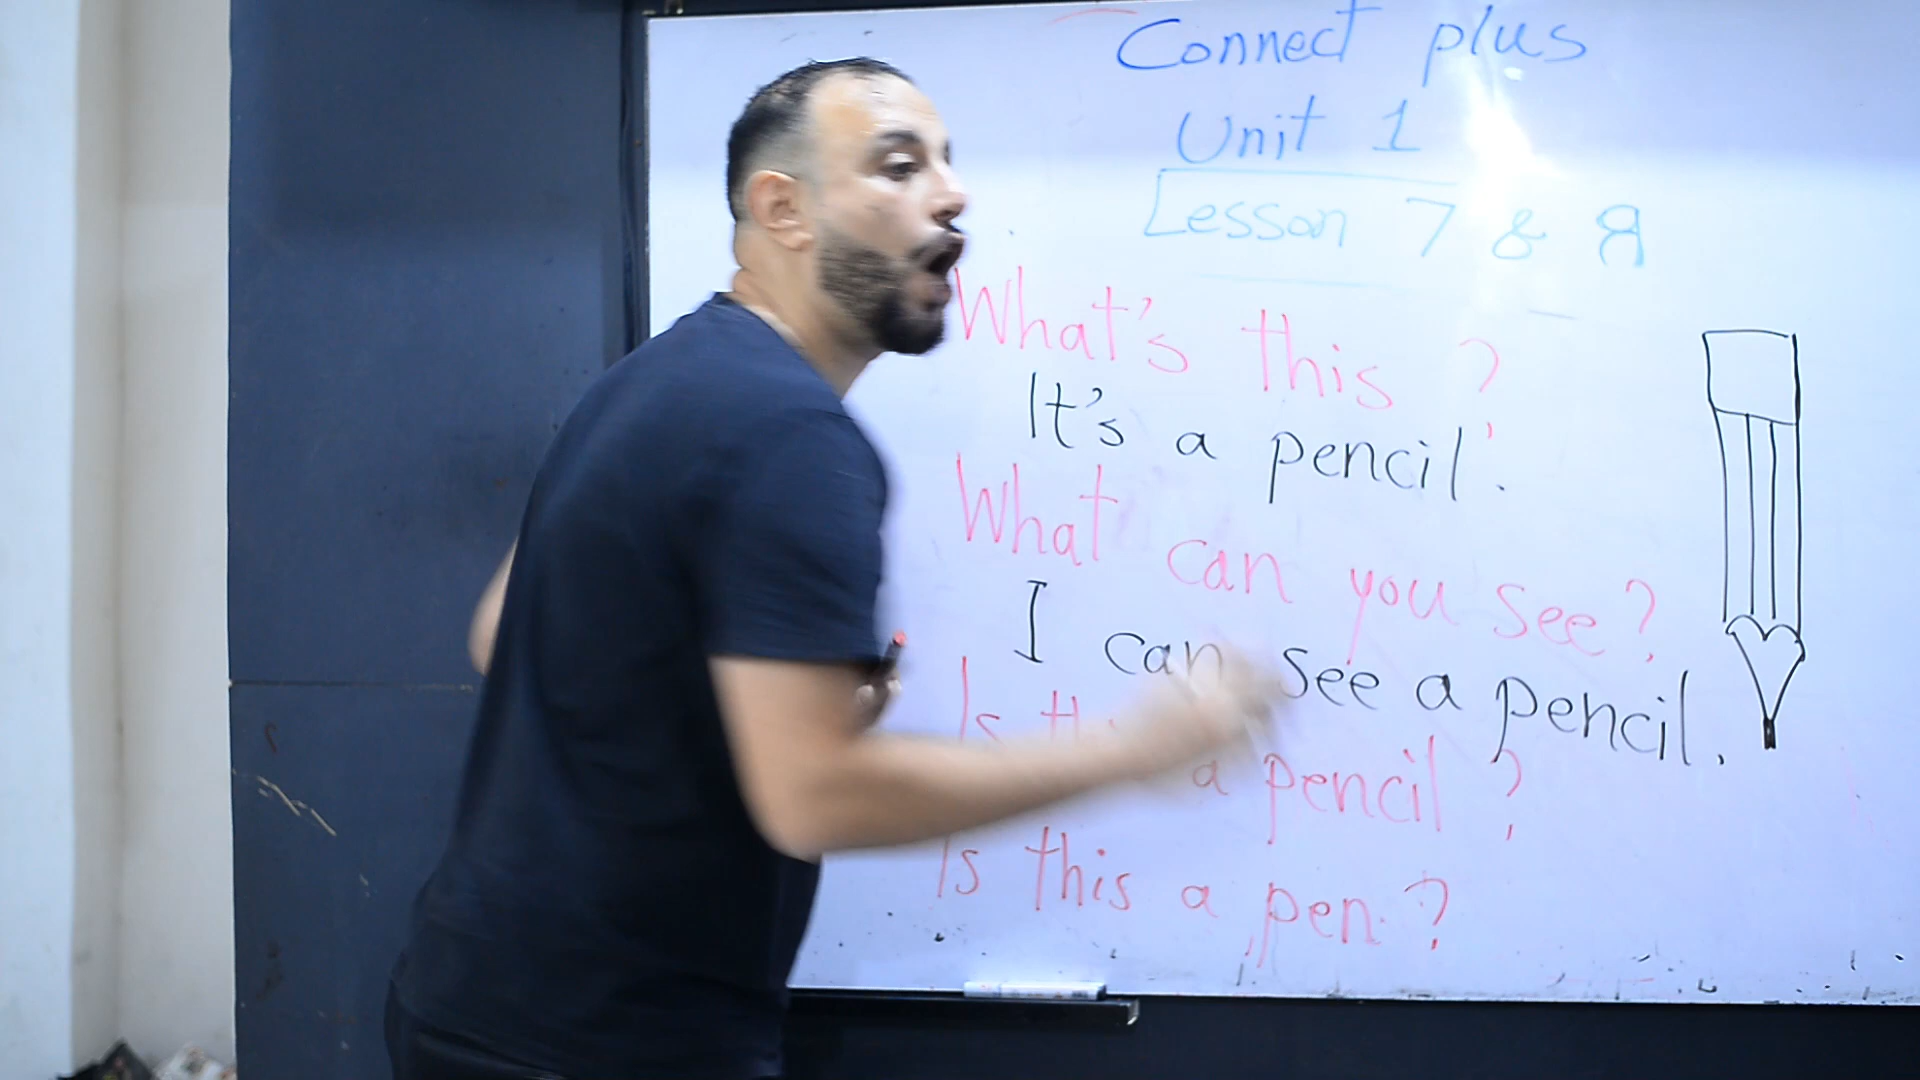 Connect plus
Unit 1
Lesson 7 & 8
What's this ?
It's a pencil.
What can you see?
I can see a pencil.
Is a pencil ?
Is this a pen ?